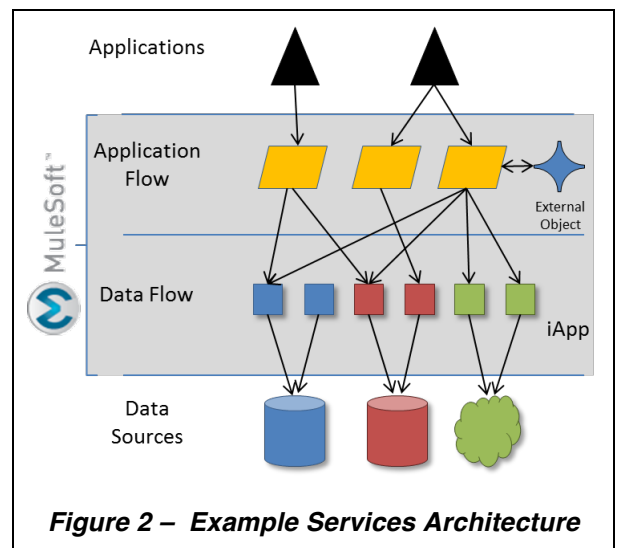 Applications
MuleSoft™
Application
Flow
External
Object
Data Flow
iApp
Data
Sources
Figure 2 – Example Services Architecture